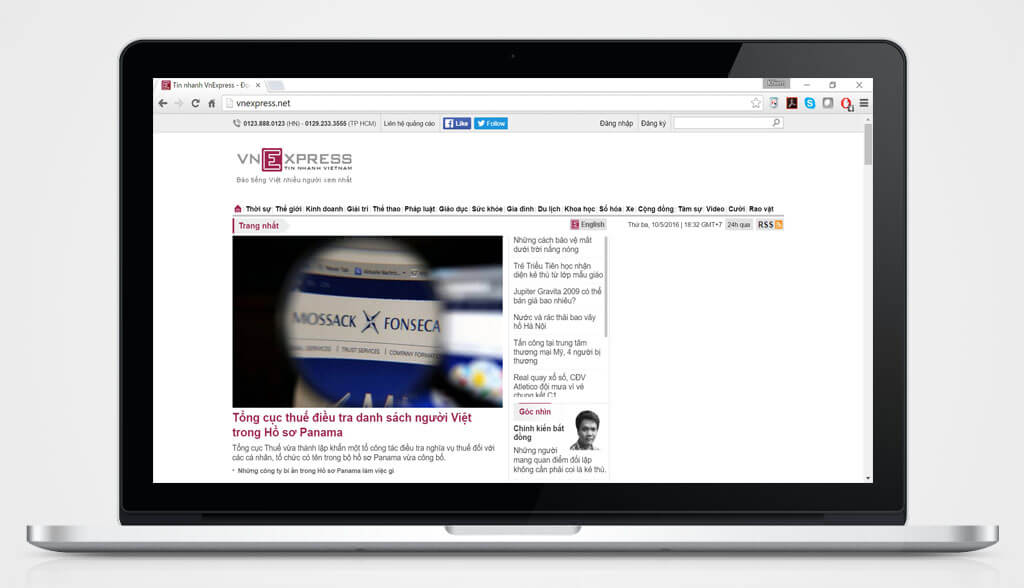 Tin nhanh VnExpress - Đọ
vnexpress.net
0123.888.0123 (HN) - 0129.233.3555 (TP HCM)
Liên hệ quảng cáo
Like
Follow
Đăng nhập
Đăng ký
VNEXPRESS
TIN NHANH VIỆT NAM
Báo tiếng Việt nhiều người xem nhất
Thời sự Thế giới Kinh doanh Giải trí Thể thao Pháp luật Giáo dục Sức khỏe Gia đình Du lịch Khoa học Số hóa Xe Cộng đồng Tâm sự Video Cười Rao vặt
Trang nhất
English
Thứ ba, 10/5/2016 | 18:32 GMT+7
24h qua
RSS
MOSSACK FONSECA
SERVICES | TRUST SERVICES | COMPANY FORMAT
Tổng cục thuế điều tra danh sách người Việt
trong Hồ sơ Panama
Tổng cục Thuế vừa thành lập khẩn một tổ công tác điều tra nghĩa vụ thuế đối với
các cá nhân, tổ chức có tên trong bộ hồ sơ Panama vừa công bố.
Những công ty bí ẩn trong Hồ sơ Panama làm việc gì
Những cách bảo vệ mắt
dưới trời nắng nóng
Trẻ Triều Tiên học nhận
diện kẻ thù từ lớp mẫu giáo
Jupiter Gravita 2009 có thể
bán giá bao nhiêu?
Nước và rác thải bao vây
hồ Hà Nội
Tấn công tại trung tâm
thương mại Mỹ, 4 người bị
thương
Real quay xổ số, CĐV
Atletico đội mưa vì vé
chung kết C1
Góc nhìn
Chính kiến bất
đồng
Những người
mang quan điểm đối lập
không cần phải coi là kẻ thù.